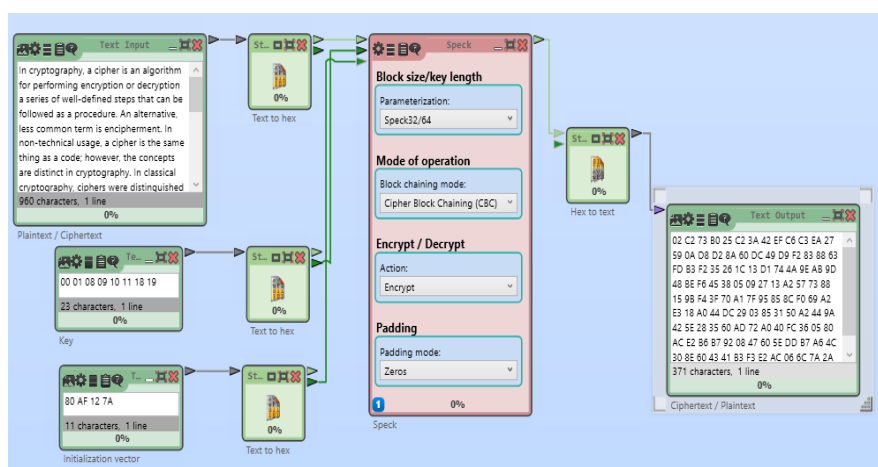 Text Input
In cryptography, a cipher is an algorithm
for performing encryption or decryption
a series of well-defined steps that can be
followed as a procedure. An alternative,
less common term is encipherment. In
non-technical usage, a cipher is the same
thing as a code; however, the concepts
are distinct in cryptography. In classical
cryptography, ciphers were distinguished
960 characters, 1 line
0%
Plaintext / Ciphertext
St...
0%
Text to hex
Te...
00 01 08 09 10 11 18 19
23 characters, 1 line
0%
Key
St...
0%
Text to hex
T...
80 AF 12 7A
11 characters, 1 line
0%
Initialization vector
St...
0%
Text to hex
Speck
Block size/key length
Parameterization:
Speck32/64
Mode of operation
Block chaining mode:
Cipher Block Chaining (CBC)
Encrypt / Decrypt
Action:
Encrypt
Padding
Padding mode:
Zeros
1
0%
Speck
St...
0%
Hex to text
Text Output
02 C2 73 B0 25 C2 3A 42 EF C6 C3 EA 27
59 0A D8 D2 8A 60 DC 49 D9 F2 83 88 63
FD B3 F2 35 26 1C 13 D1 74 4A 9E AB 9D
48 BE F6 45 38 05 09 27 13 A2 57 73 88
15 9B F4 3F 70 A1 7F 95 85 8C F0 69 A2
E3 18 A0 44 DC 29 03 85 31 50 A2 44 9A
42 5E 28 35 60 AD 72 A0 40 FC 36 05 80
AC E2 B6 B7 92 08 47 60 5E DD B7 A6 4C
30 8E 60 43 41 B3 F3 E2 AC 06 6C 7A 2A
371 characters, 1 line
0%
Ciphertext / Plaintext